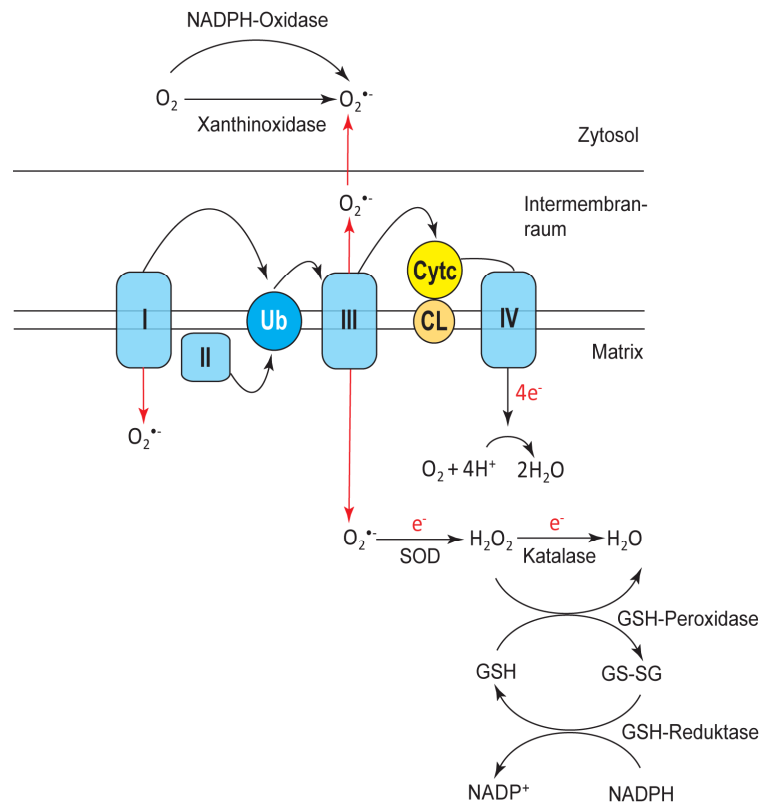 NADPH-Oxidase
O₂ O₂•-
Xanthinoxidase
Zytosol
O₂•-
Intermembran-
raum
Cytc
I Ub III CL IV
II
Matrix
4e⁻
O₂•-
O₂ + 4H⁺ 2H₂O
e⁻ e⁻
O₂•- H₂O₂ H₂O
SOD Katalase
GSH-Peroxidase
GSH GS-SG
GSH-Reduktase
NADP⁺ NADPH